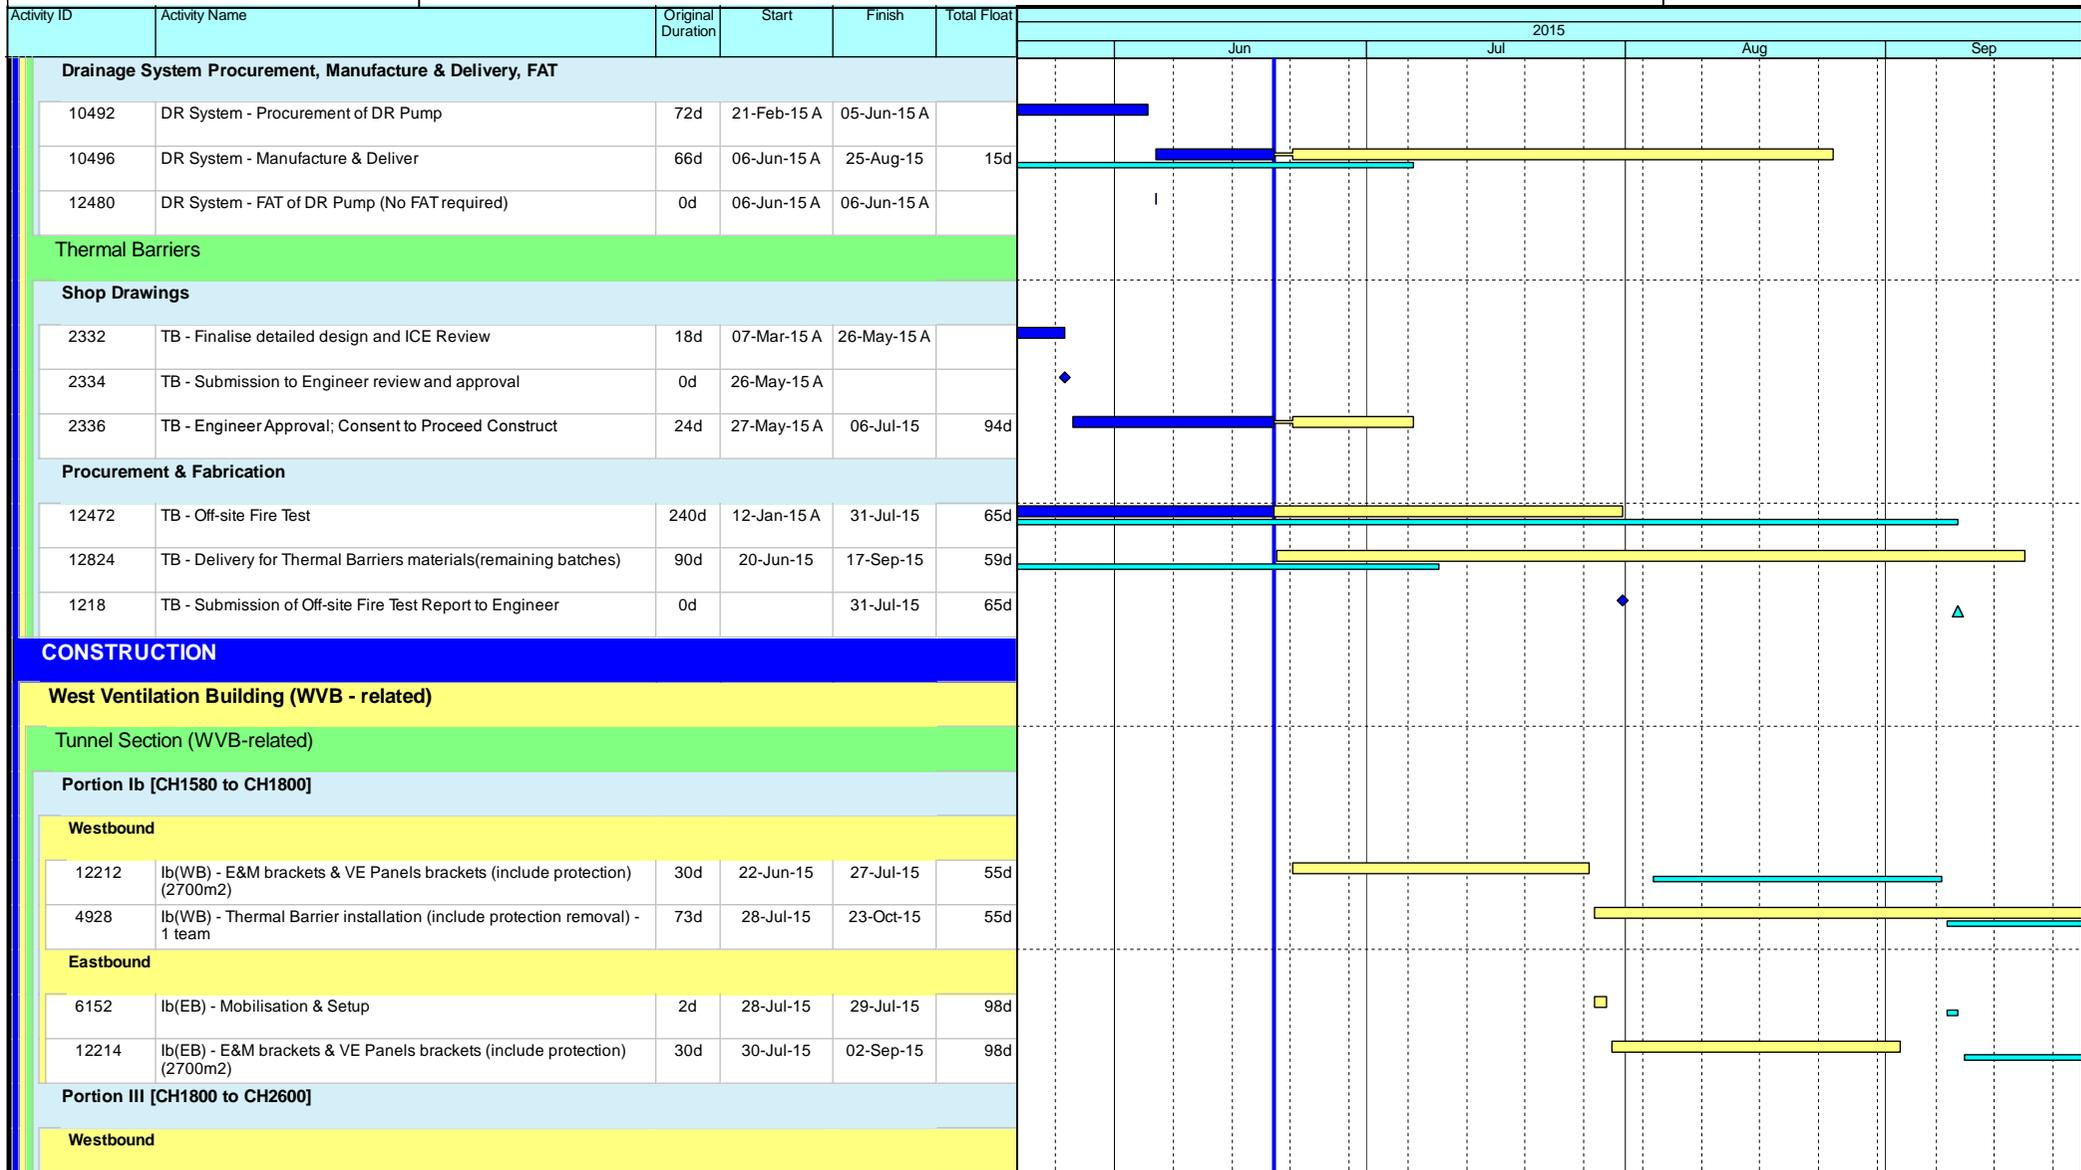 Activity ID Activity Name Original Duration Start Finish Total Float
2015
Jun Jul Aug Sep
Drainage System Procurement, Manufacture & Delivery, FAT
10492 DR System - Procurement of DR Pump 72d 21-Feb-15 A 05-Jun-15 A
10496 DR System - Manufacture & Deliver 66d 06-Jun-15 A 25-Aug-15 15d
12480 DR System - FAT of DR Pump (No FAT required) 0d 06-Jun-15 A 06-Jun-15 A
Thermal Barriers
Shop Drawings
2332 TB - Finalise detailed design and ICE Review 18d 07-Mar-15 A 26-May-15 A
2334 TB - Submission to Engineer review and approval 0d 26-May-15 A
2336 TB - Engineer Approval; Consent to Proceed Construct 24d 27-May-15 A 06-Jul-15 94d
Procurement & Fabrication
12472 TB - Off-site Fire Test 240d 12-Jan-15 A 31-Jul-15 65d
12824 TB - Delivery for Thermal Barriers materials(remaining batches) 90d 20-Jun-15 17-Sep-15 59d
1218 TB - Submission of Off-site Fire Test Report to Engineer 0d 31-Jul-15 65d
CONSTRUCTION
West Ventilation Building (WVB - related)
Tunnel Section (WVB-related)
Portion Ib [CH1580 to CH1800]
Westbound
12212 Ib(WB) - E&M brackets & VE Panels brackets (include protection) 30d 22-Jun-15 27-Jul-15 55d
(2700m2)
4928 Ib(WB) - Thermal Barrier installation (include protection removal) - 73d 28-Jul-15 23-Oct-15 55d
1 team
Eastbound
6152 Ib(EB) - Mobilisation & Setup 2d 28-Jul-15 29-Jul-15 98d
12214 Ib(EB) - E&M brackets & VE Panels brackets (include protection) 30d 30-Jul-15 02-Sep-15 98d
(2700m2)
Portion III [CH1800 to CH2600]
Westbound